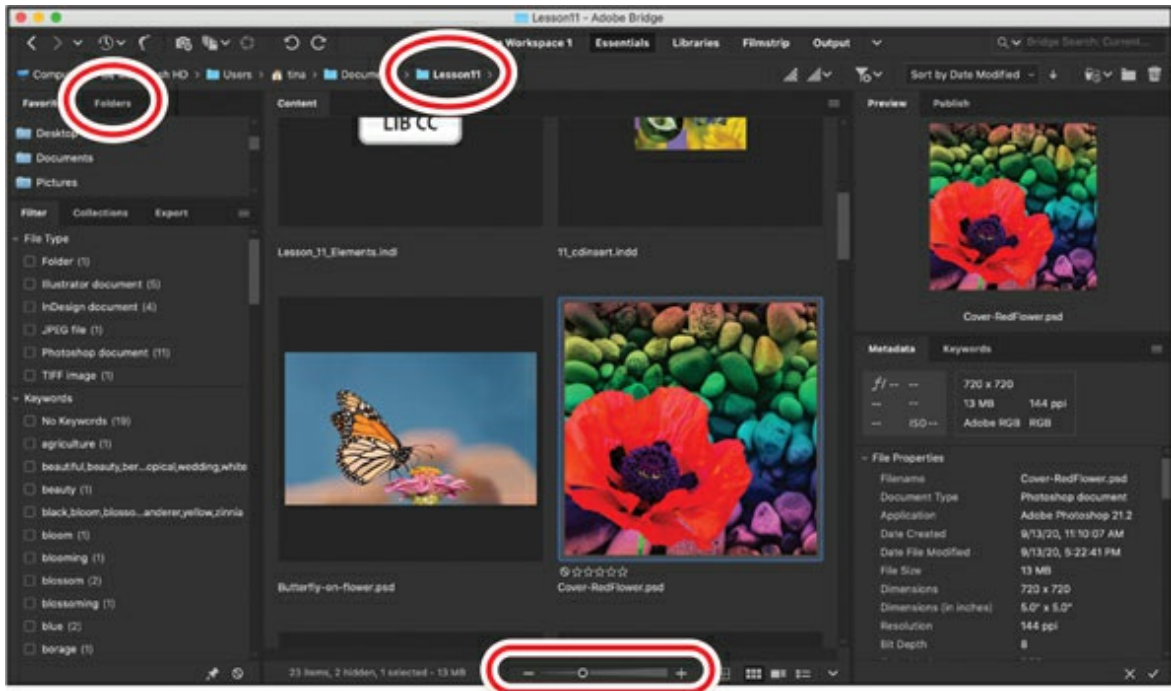 Lesson11 - Adobe Bridge
Workspace 1 Essentials Libraries Filmstrip Output
Bridge Search: Current...
HD > Users > tina > Lesson11 >
Sort by Date Modified
Folders
Desktop
Documents
Pictures
Filter Collections Export
File Type
Folder (1)
Illustrator document (5)
InDesign document (4)
JPEG file (1)
Photoshop document (11)
TIFF image (1)
Keywords
No Keywords (19)
agriculture (1)
beautiful,beauty,ber...opical,wedding,white
beauty (1)
black,bloom,blosso...anderer,yellow,zinnia
bloom (1)
blooming (1)
blossom (2)
blossoming (1)
blue (2)
borage (1)
Content
LIB CC
Lesson_11_Elements.indl
11_cdinsert.indd
Butterfly-on-flower.psd
Cover-RedFlower.psd
23 items, 2 hidden, 1 selected - 13 MB
Preview Publish
Cover-RedFlower.psd
Metadata Keywords
f/ -- --
-- --
-- ISO --
720 x 720
13 MB 144 ppi
Adobe RGB RGB
File Properties
Filename Cover-RedFlower.psd
Document Type Photoshop document
Application Adobe Photoshop 21.2
Date Created 9/13/20, 11:10:07 AM
Date File Modified 9/13/20, 5:22:41 PM
File Size 13 MB
Dimensions 720 x 720
Dimensions (in inches) 5.0" x 5.0"
Resolution 144 ppi
Bit Depth 8